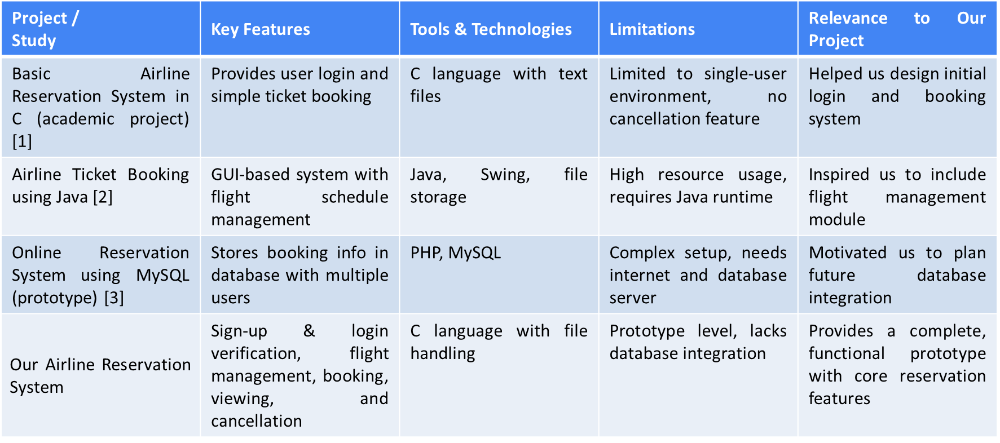 Project /
Study
Key Features
Tools & Technologies
Limitations
Relevance to Our
Project
Basic Airline
Reservation System in
C (academic project)
[1]
Provides user login and
simple ticket booking
C language with text
files
Limited to single-user
environment, no
cancellation feature
Helped us design initial
login and booking
system
Airline Ticket Booking
using Java [2]
GUI-based system with
flight schedule
management
Java, Swing, file
storage
High resource usage,
requires Java runtime
Inspired us to include
flight management
module
Online Reservation
System using MySQL
(prototype) [3]
Stores booking info in
database with multiple
users
PHP, MySQL
Complex setup, needs
internet and database
server
Motivated us to plan
future database
integration
Our Airline Reservation
System
Sign-up & login
verification, flight
management, booking,
viewing, and
cancellation
C language with file
handling
Prototype level, lacks
database integration
Provides a complete,
functional prototype
with core reservation
features